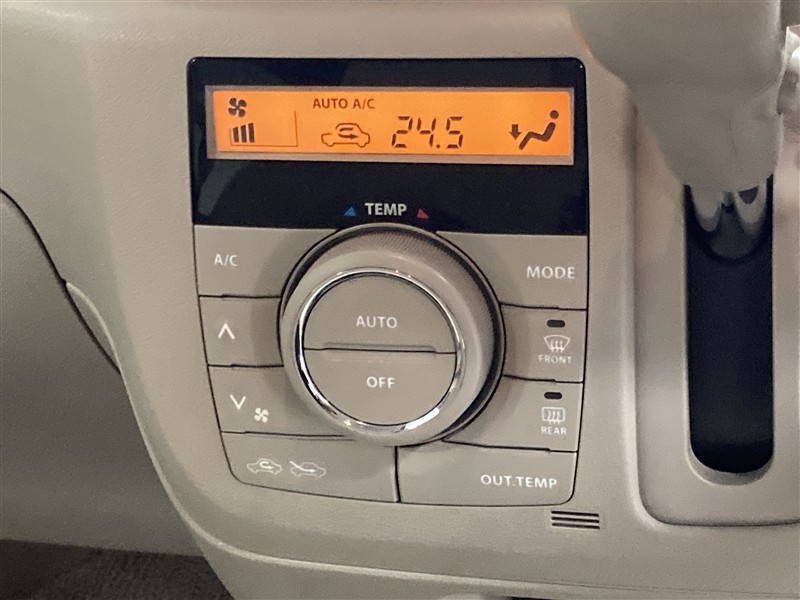 AUTO A/C
24.5
TEMP
A/C
MODE
AUTO
OFF
FRONT
REAR
OUT.TEMP